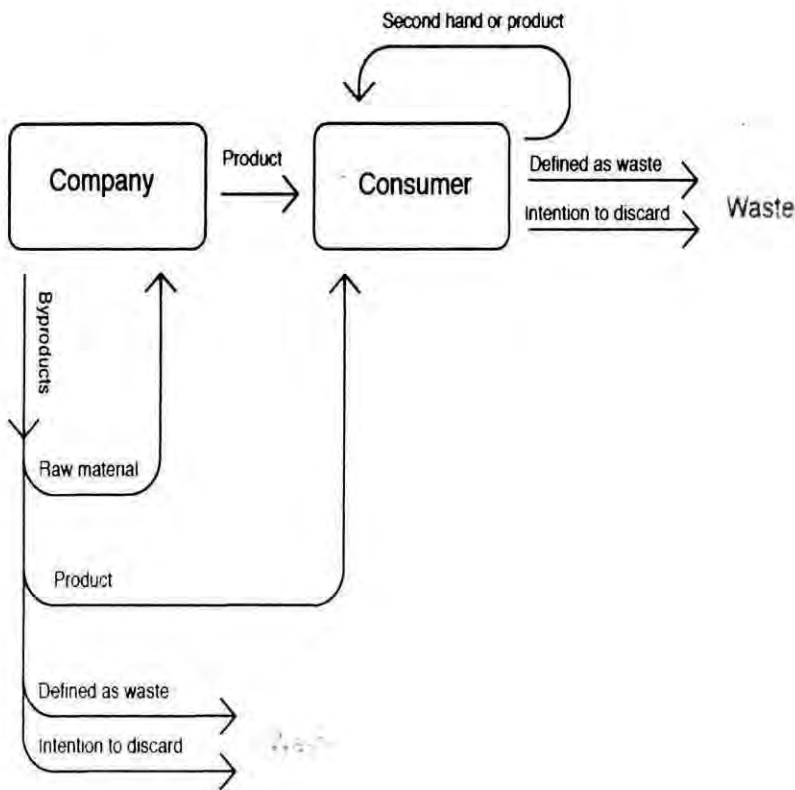 Second hand or product
Company
Product
Consumer
Defined as waste
Intention to discard
Waste
Byproducts
Raw material
Product
Defined as waste
Intention to discard